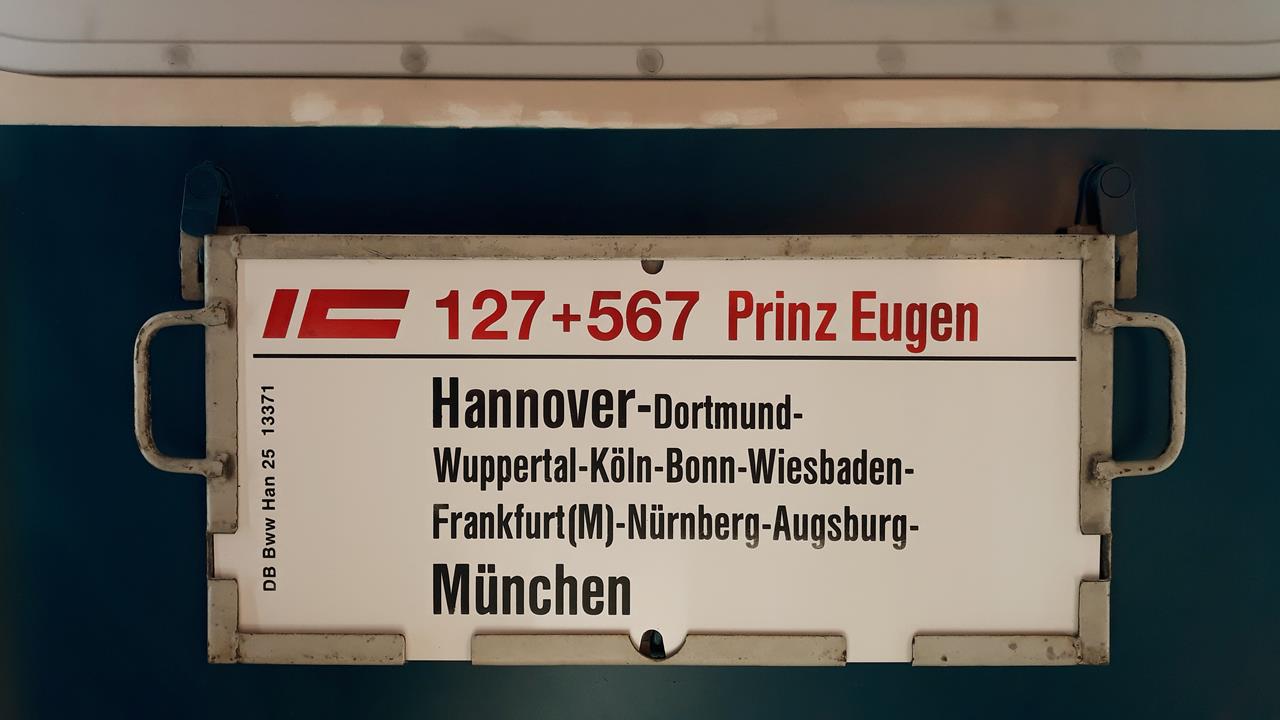 IC 127+567 Prinz Eugen
Hannover-Dortmund-
Wuppertal-Köln-Bonn-Wiesbaden-
Frankfurt(M)-Nürnberg-Augsburg-
München
DB Bww Han 25 13371